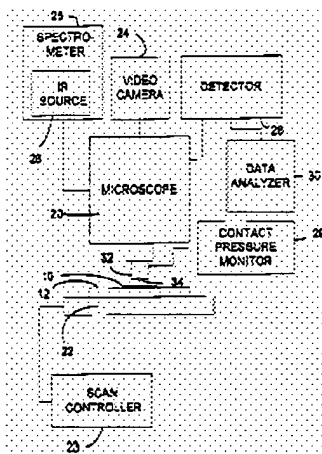 25
24
SPECTRO-
METER
IR
SOURCE
VIDEO
CAMERA
DETECTOR
28
26
DATA
ANALYZER
30
MICROSCOPE
20
CONTACT
PRESSURE
MONITOR
32
10
12
34
22
SCAN
CONTROLLER
23